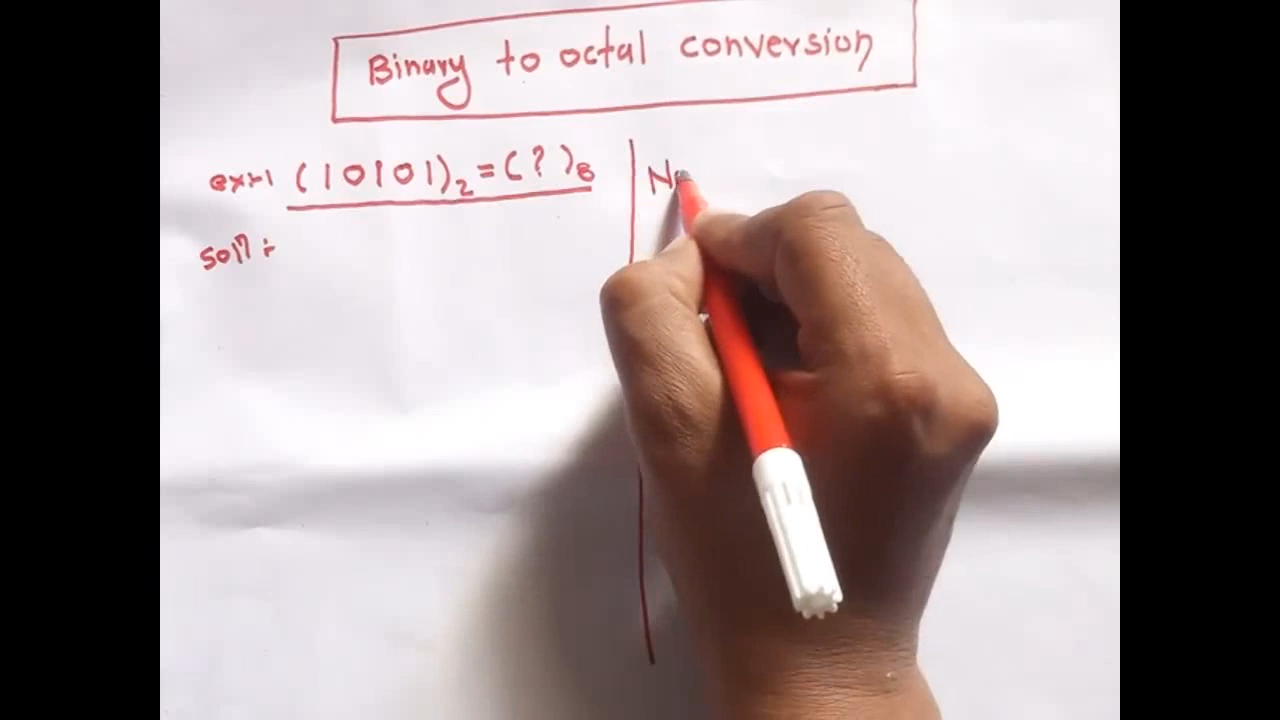 Binary to octal conversion
ex:-1 (10101)₂ = (?)₈
soln :-
N